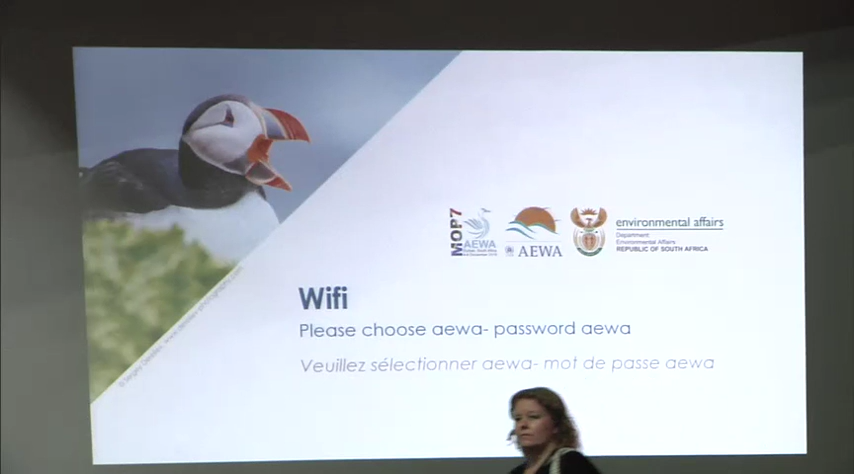 MOP7
AEWA
AEWA
environmental affairs
Department:
Environmental Affairs
REPUBLIC OF SOUTH AFRICA
Wifi
Please choose aewa- password aewa
Veuillez sélectionner aewa- mot de passe aewa